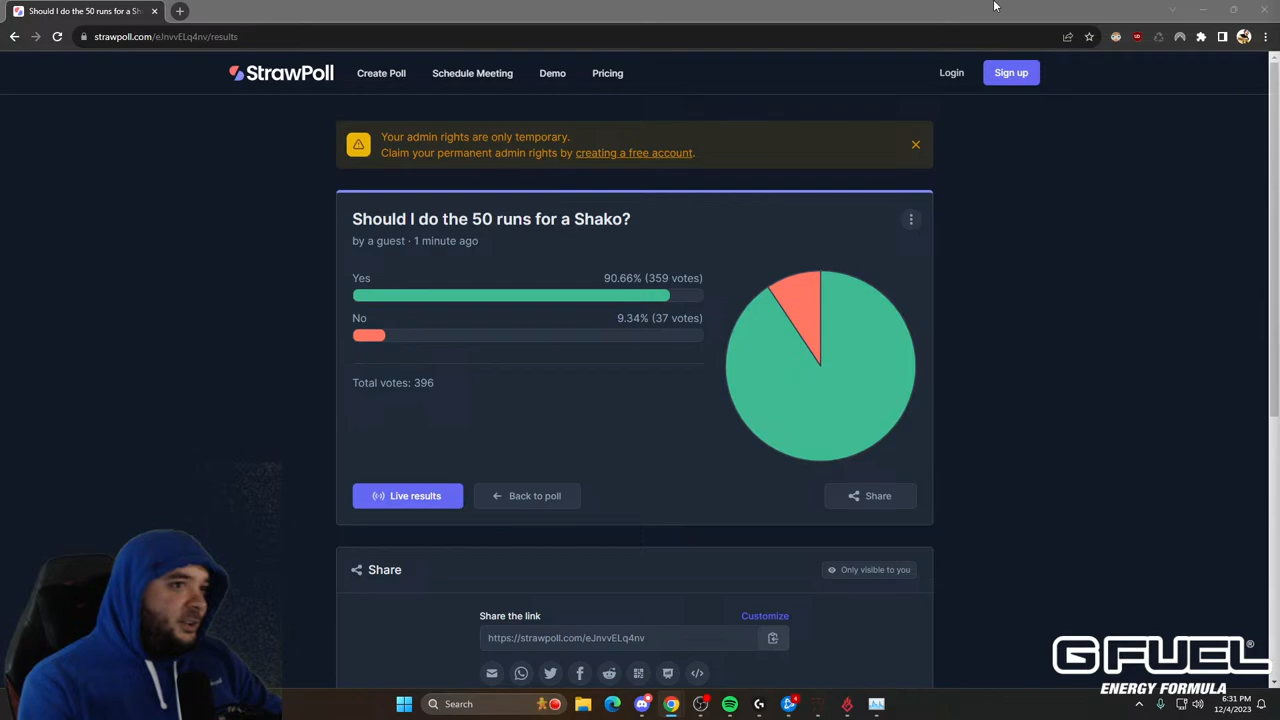 Should I do the 50 runs for a Sha
strawpoll.com/eJnvvELq4nv/results
StrawPoll
Create Poll
Schedule Meeting
Demo
Pricing
Login
Sign up
Your admin rights are only temporary.
Claim your permanent admin rights by creating a free account.
Should I do the 50 runs for a Shako?
by a guest · 1 minute ago
Yes
90.66% (359 votes)
No
9.34% (37 votes)
Total votes: 396
Live results
Back to poll
Share
Share
Only visible to you
Share the link
Customize
https://strawpoll.com/eJnvvELq4nv
G FUEL®
ENERGY FORMULA™
Search
4
6:31 PM
12/4/2023